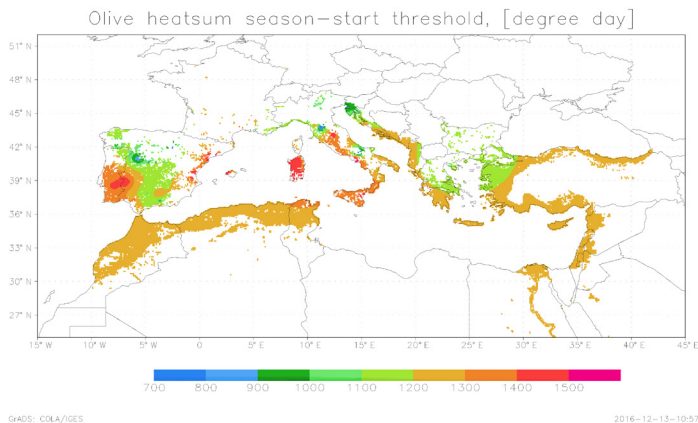 Olive heatsum season-start threshold, [degree day]
51°N
48°N
45°N
42°N
39°N
36°N
33°N
30°N
27°N
15°W 10°W 5°W 0 5°E 10°E 15°E 20°E 25°E 30°E 35°E 40°E 45°E
700 800 900 1000 1100 1200 1300 1400 1500
GrADS: COLA/IGES 2016-12-13-10:57